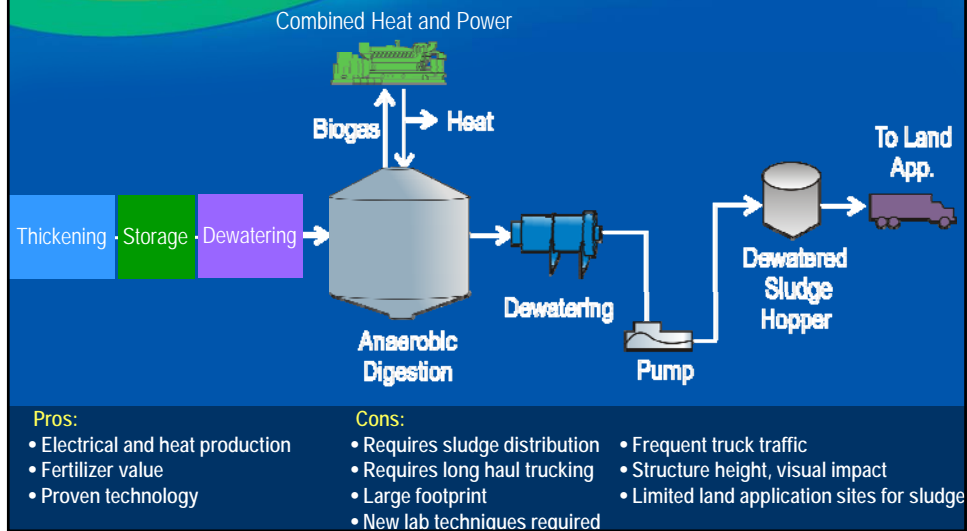 Combined Heat and Power
Biogas
Heat
To Land
App.
Thickening
Storage
Dewatering
Anaerobic
Digestion
Dewatering
Pump
Dewatered
Sludge
Hopper
Pros:
• Electrical and heat production
• Fertilizer value
• Proven technology
Cons:
• Requires sludge distribution
• Requires long haul trucking
• Large footprint
• New lab techniques required
• Frequent truck traffic
• Structure height, visual impact
• Limited land application sites for sludge